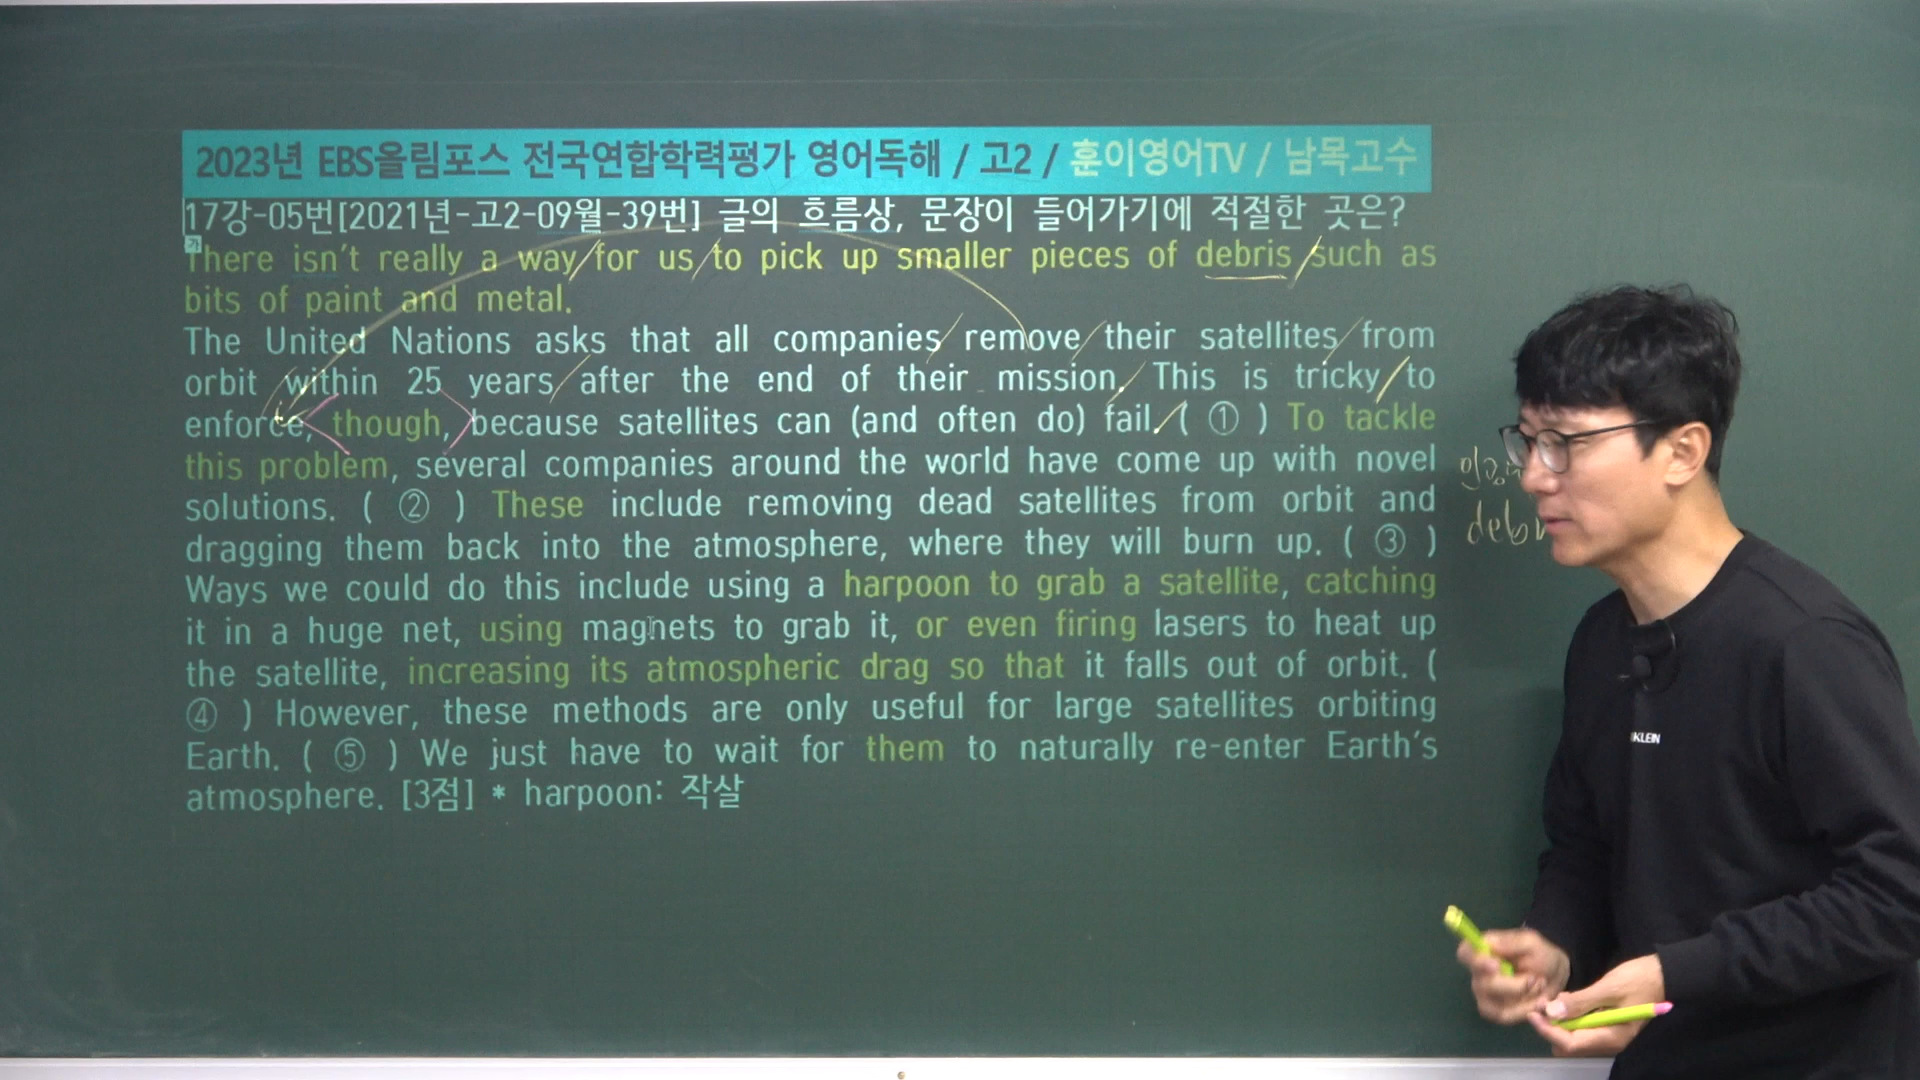 2023년 EBS올림포스 전국연합학력평가 영어독해 / 고2 / 훈이영어TV / 남목고수
17강-05번[2021년-고2-09월-39번] 글의 흐름상, 문장이 들어가기에 적절한 곳은?
There isn't really a way for us to pick up smaller pieces of debris such as
bits of paint and metal.
The United Nations asks that all companies remove their satellites from
orbit within 25 years after the end of their mission. This is tricky to
enforce, though, because satellites can (and often do) fail. ( ① ) To tackle
this problem, several companies around the world have come up with novel
solutions. ( ② ) These include removing dead satellites from orbit and
dragging them back into the atmosphere, where they will burn up. ( ③ )
Ways we could do this include using a harpoon to grab a satellite, catching
it in a huge net, using magnets to grab it, or even firing lasers to heat up
the satellite, increasing its atmospheric drag so that it falls out of orbit. (
④ ) However, these methods are only useful for large satellites orbiting
Earth. ( ⑤ ) We just have to wait for them to naturally re-enter Earth's
atmosphere. [3점] * harpoon: 작살
KLEIN